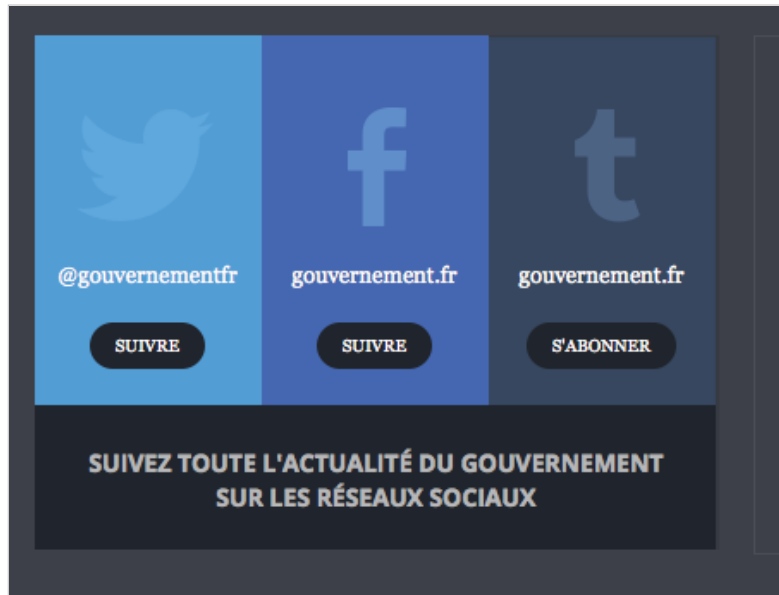 @gouvernementfr
gouvernement.fr
gouvernement.fr
SUIVRE
SUIVRE
S'ABONNER
SUIVEZ TOUTE L'ACTUALITÉ DU GOUVERNEMENT
SUR LES RÉSEAUX SOCIAUX